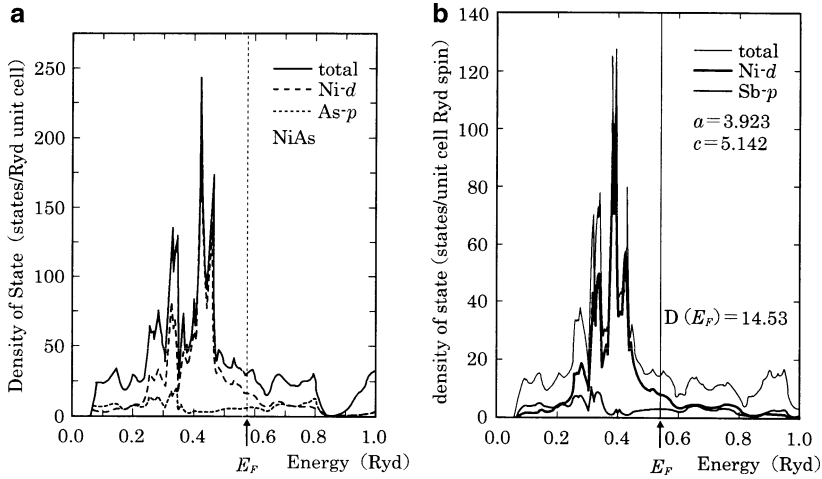 a
Density of State (states/Ryd unit cell)
250
200
150
100
50
0
total
Ni-d
As-p
NiAs
0.0
0.2
0.4
0.6
0.8
1.0
E_F
Energy (Ryd)
b
density of state (states/unit cell Ryd spin)
140
120
100
80
60
40
20
0
total
Ni-d
Sb-p
a=3.923
c=5.142
D (E_F)=14.53
0.0
0.2
0.4
0.6
0.8
1.0
E_F
Energy (Ryd)